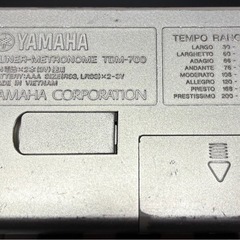 YAMAHA
TUNER-METRONOME TDM-700
BATTERY:AAA SIZE(R03, LR03)×2⎓3V
MADE IN VIETNAM
YAMAHA CORPORATION
TEMPO RANG
LARGO
LARGHETTO
ADAGIO
ANDANTE
MODERATO
ALLEGRO
PRESTO
PRESTISSIMO